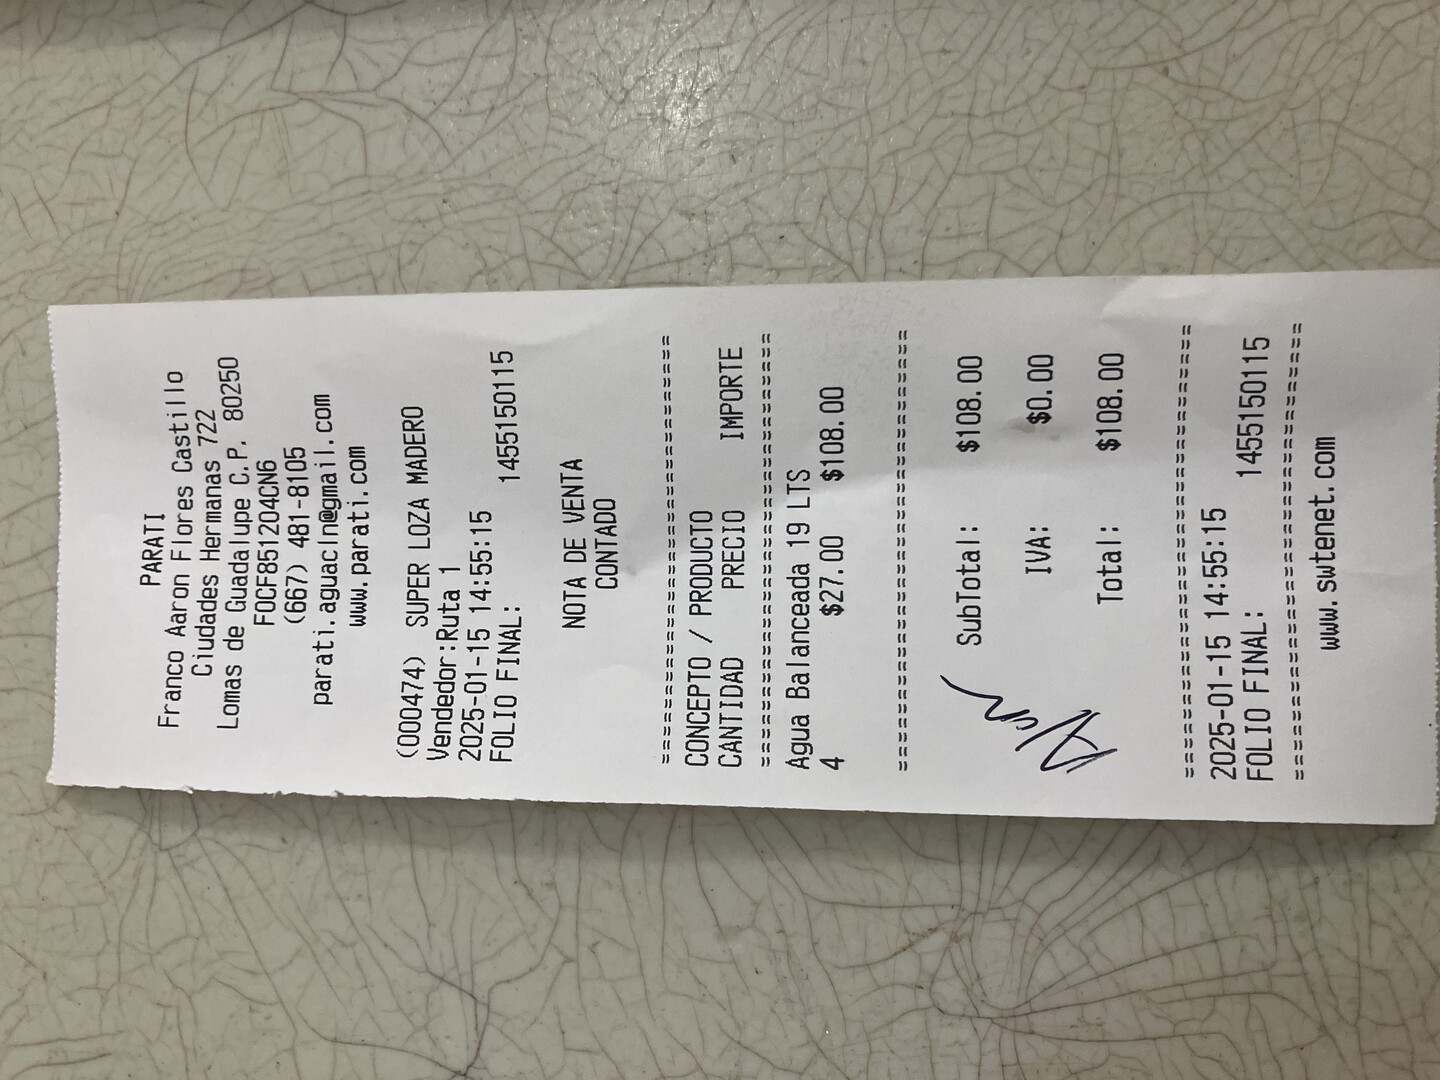 PARATI
Franco Aaron Flores Castillo
Ciudades Hermanas 722
Lomas de Guadalupe C.P. 80250
FOCF851204CN6
(667) 481-8105
parati.aguacln@gmail.com
www.parati.com
(000474) SUPER LOZA MADERO
Vendedor:Ruta 1
2025-01-15 14:55:15
FOLIO FINAL: 1455150115
NOTA DE VENTA
CONTADO
==============================
CONCEPTO / PRODUCTO
CANTIDAD PRECIO IMPORTE
==============================
Agua Balanceada 19 LTS
4 $27.00 $108.00
==============================
SubTotal: $108.00
IVA: $0.00
Total: $108.00
==============================
2025-01-15 14:55:15
FOLIO FINAL: 1455150115
==============================
www.swtenet.com